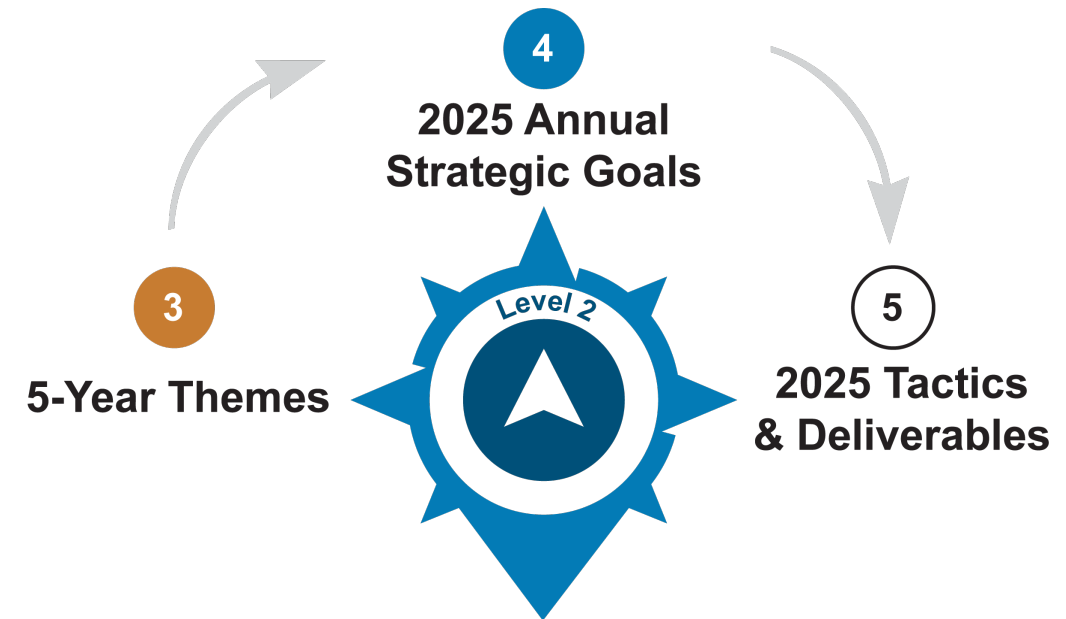 4
2025 Annual
Strategic Goals
3
5-Year Themes
Level 2
5
2025 Tactics
& Deliverables